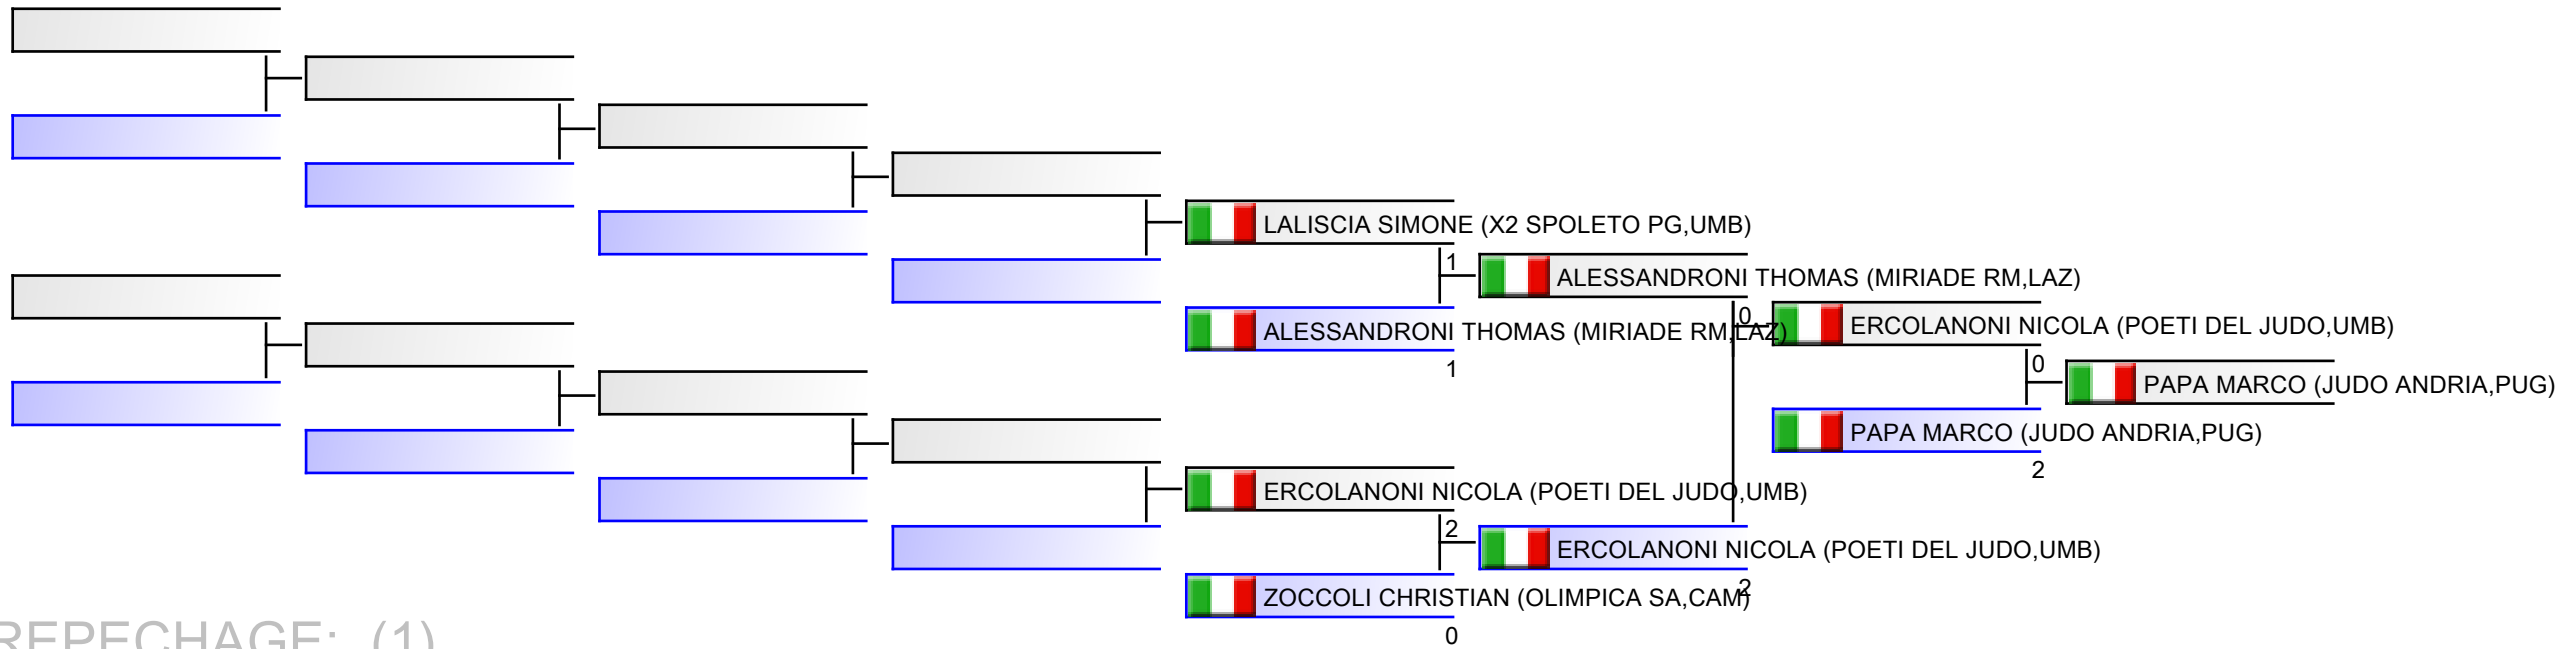 LALISCIA SIMONE (X2 SPOLETO PG,UMB)
1
ALESSANDRONI THOMAS (MIRIADE RM,LAZ)
ALESSANDRONI THOMAS (MIRIADE RM,LAZ)
1
0
ERCOLANONI NICOLA (POETI DEL JUDO,UMB)
0
PAPA MARCO (JUDO ANDRIA,PUG)
PAPA MARCO (JUDO ANDRIA,PUG)
2
ERCOLANONI NICOLA (POETI DEL JUDO,UMB)
2
ERCOLANONI NICOLA (POETI DEL JUDO,UMB)
2
ZOCCOLI CHRISTIAN (OLIMPICA SA,CAM)
0
REPECHAGE: (1)